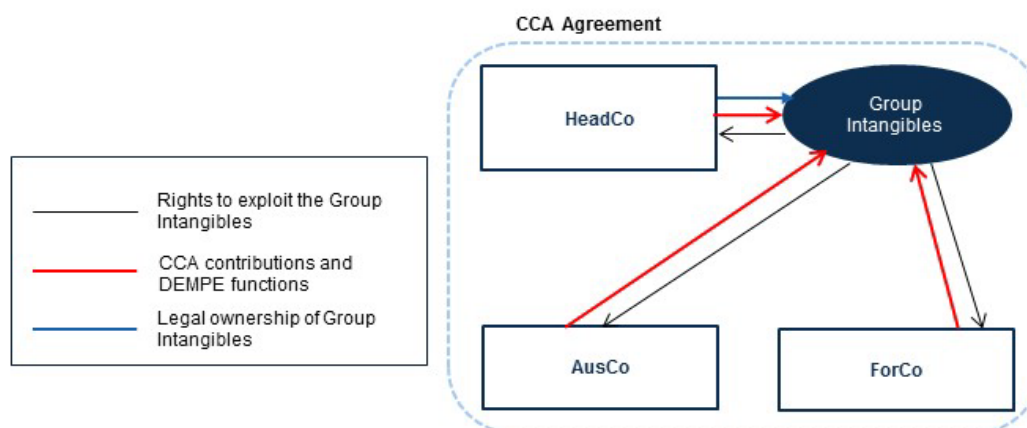 CCA Agreement
HeadCo
Group
Intangibles
Rights to exploit the Group
Intangibles
CCA contributions and
DEMPE functions
Legal ownership of Group
Intangibles
AusCo
ForCo